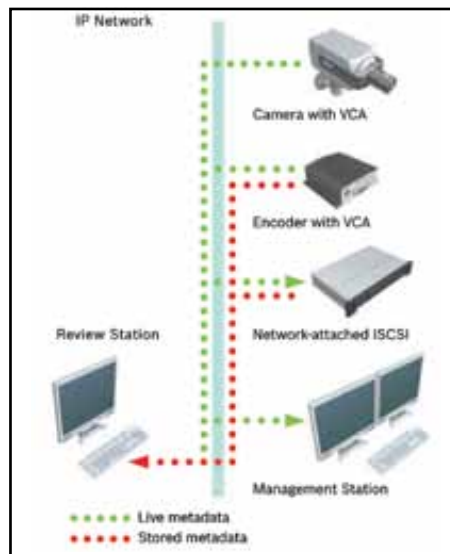 IP Network
Camera with VCA
Encoder with VCA
Review Station
Network-attached ISCSI
Management Station
Live metadata
Stored metadata